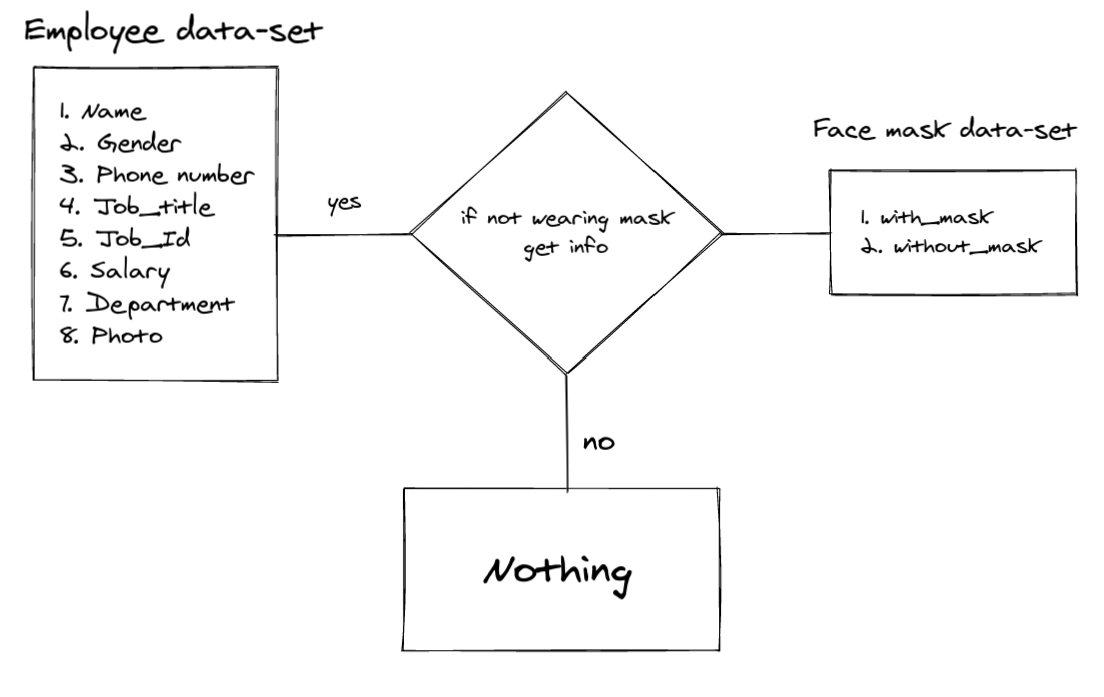 Employee data-set
1. Name
2. Gender
3. Phone number
4. Job_title
5. Job_Id
6. Salary
7. Department
8. Photo
yes
if not wearing mask
get info
Face mask data-set
1. with_mask
2. without_mask
no
Nothing